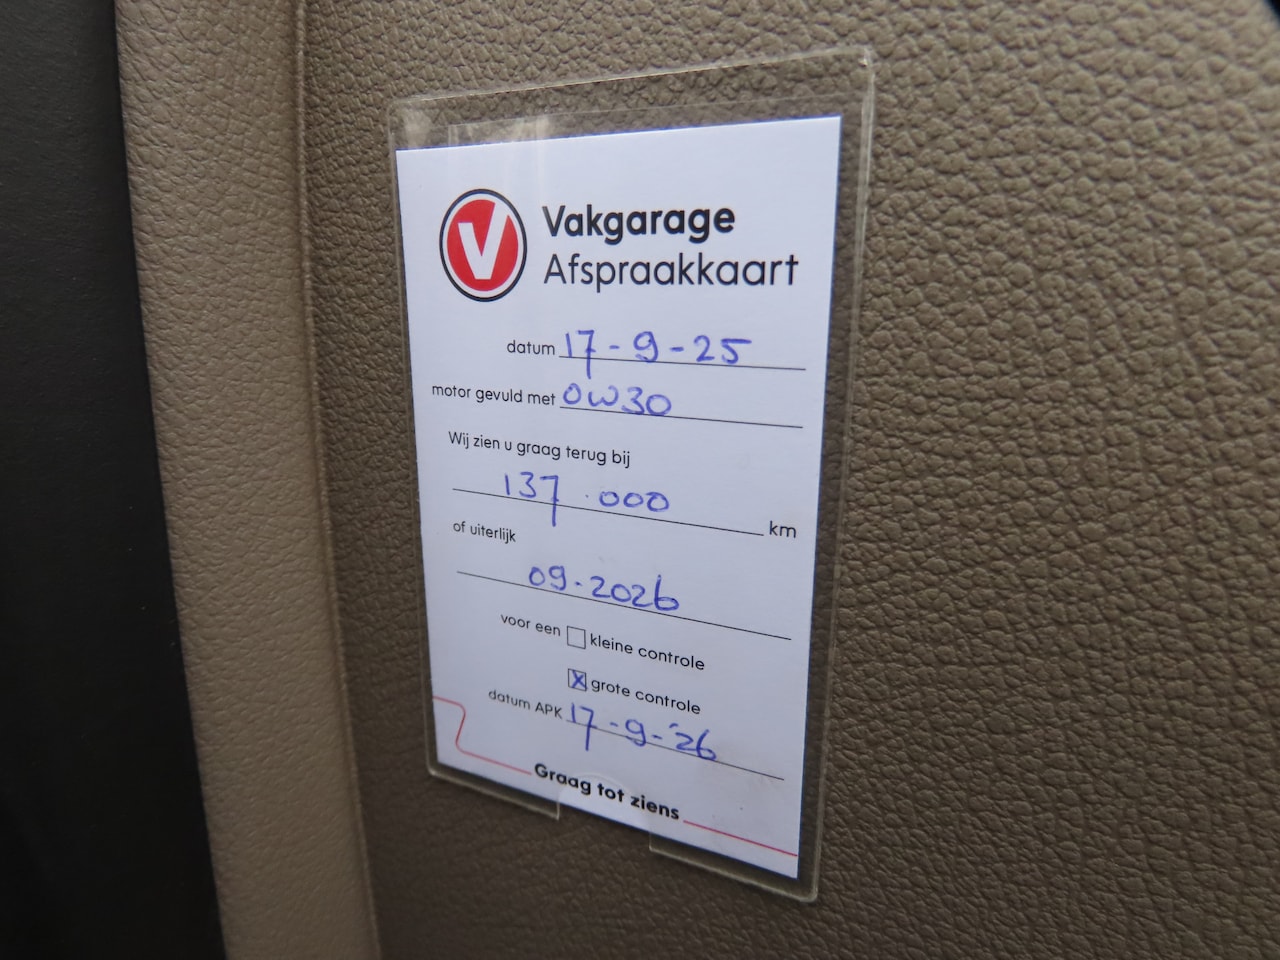 V
Vakgarage
Afspraakkaart
datum 17-9-25
motor gevuld met 0W30
Wij zien u graag terug bij
137.000 km
of uiterlijk
09-2026
voor een ☐ kleine controle
☒ grote controle
datum APK 17-9-'26
Graag tot ziens